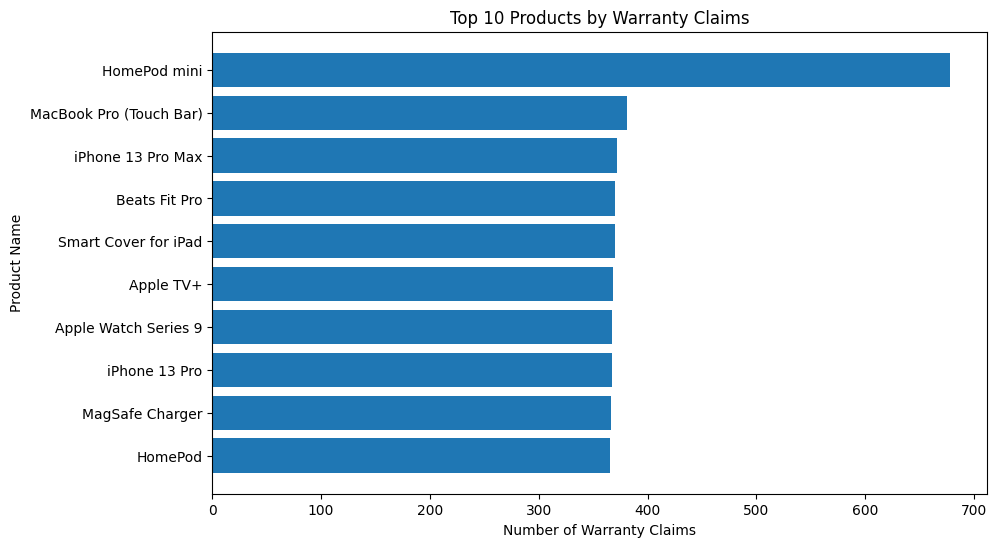 Top 10 Products by Warranty Claims
Product Name
HomePod mini
MacBook Pro (Touch Bar)
iPhone 13 Pro Max
Beats Fit Pro
Smart Cover for iPad
Apple TV+
Apple Watch Series 9
iPhone 13 Pro
MagSafe Charger
HomePod
0 100 200 300 400 500 600 700
Number of Warranty Claims